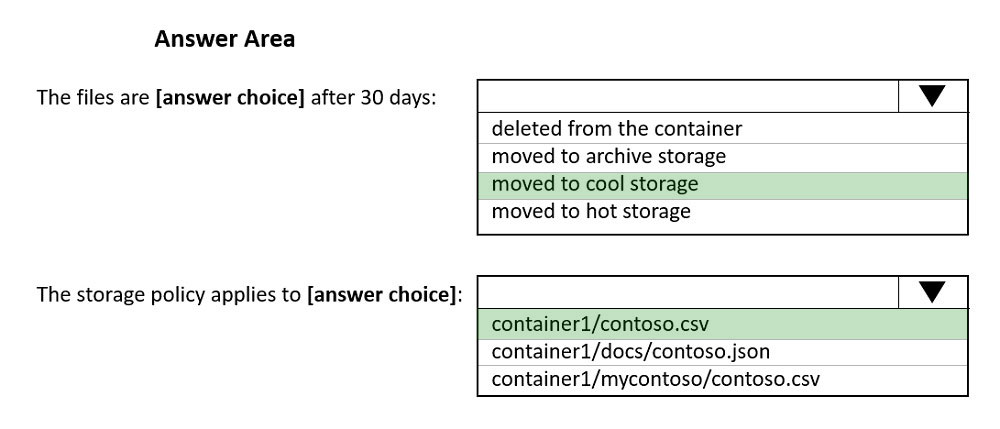 Answer Area
The files are [answer choice] after 30 days:
deleted from the container
moved to archive storage
moved to cool storage
moved to hot storage
The storage policy applies to [answer choice]:
container1/contoso.csv
container1/docs/contoso.json
container1/mycontoso/contoso.csv